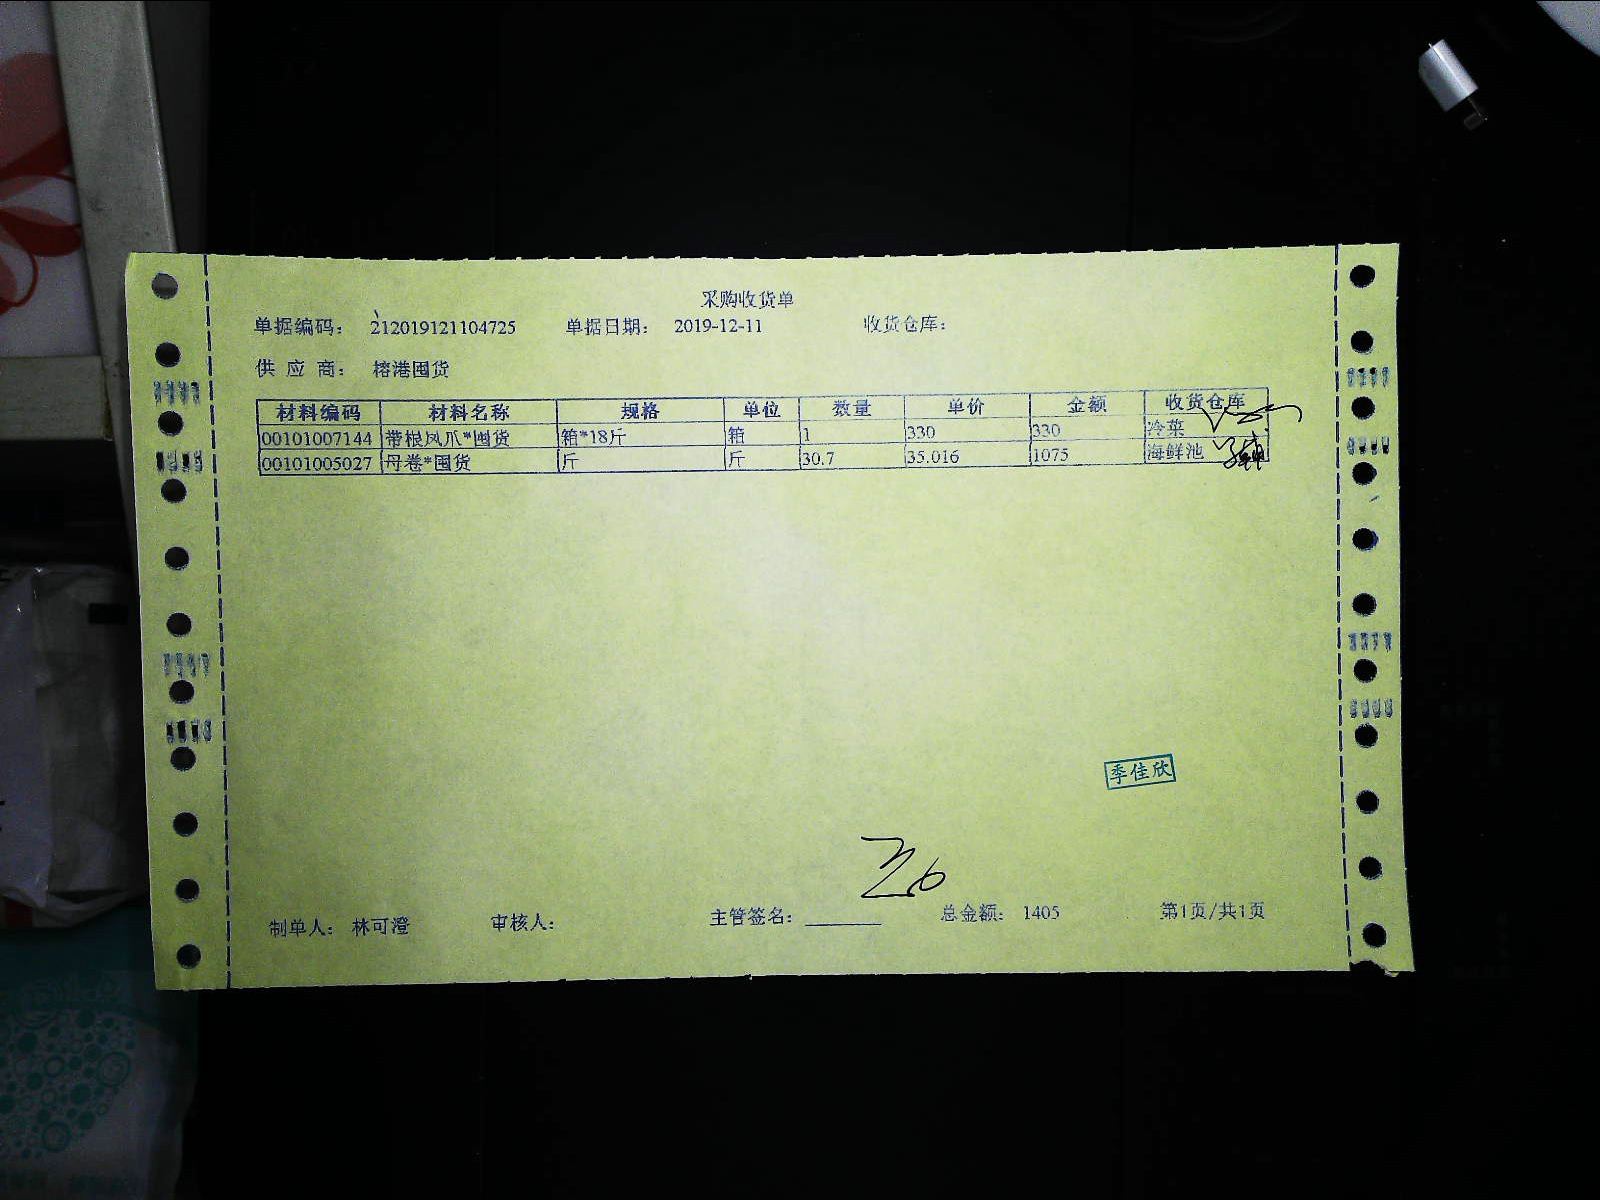 采购收货单
单据编码： 212019121104725 单据日期： 2019-12-11 收货仓库：
供 应 商： 榕港囤货
材料编码 材料名称 规格 单位 数量 单价 金额 收货仓库
00101007144 带根凤爪*囤货 箱*18斤 箱 1 330 330 冷菜
00101005027 丹卷*囤货 斤 斤 30.7 35.016 1075 海鲜池
季佳欣
制单人： 林可澄 审核人： 主管签名： 总金额： 1405 第1页/共1页